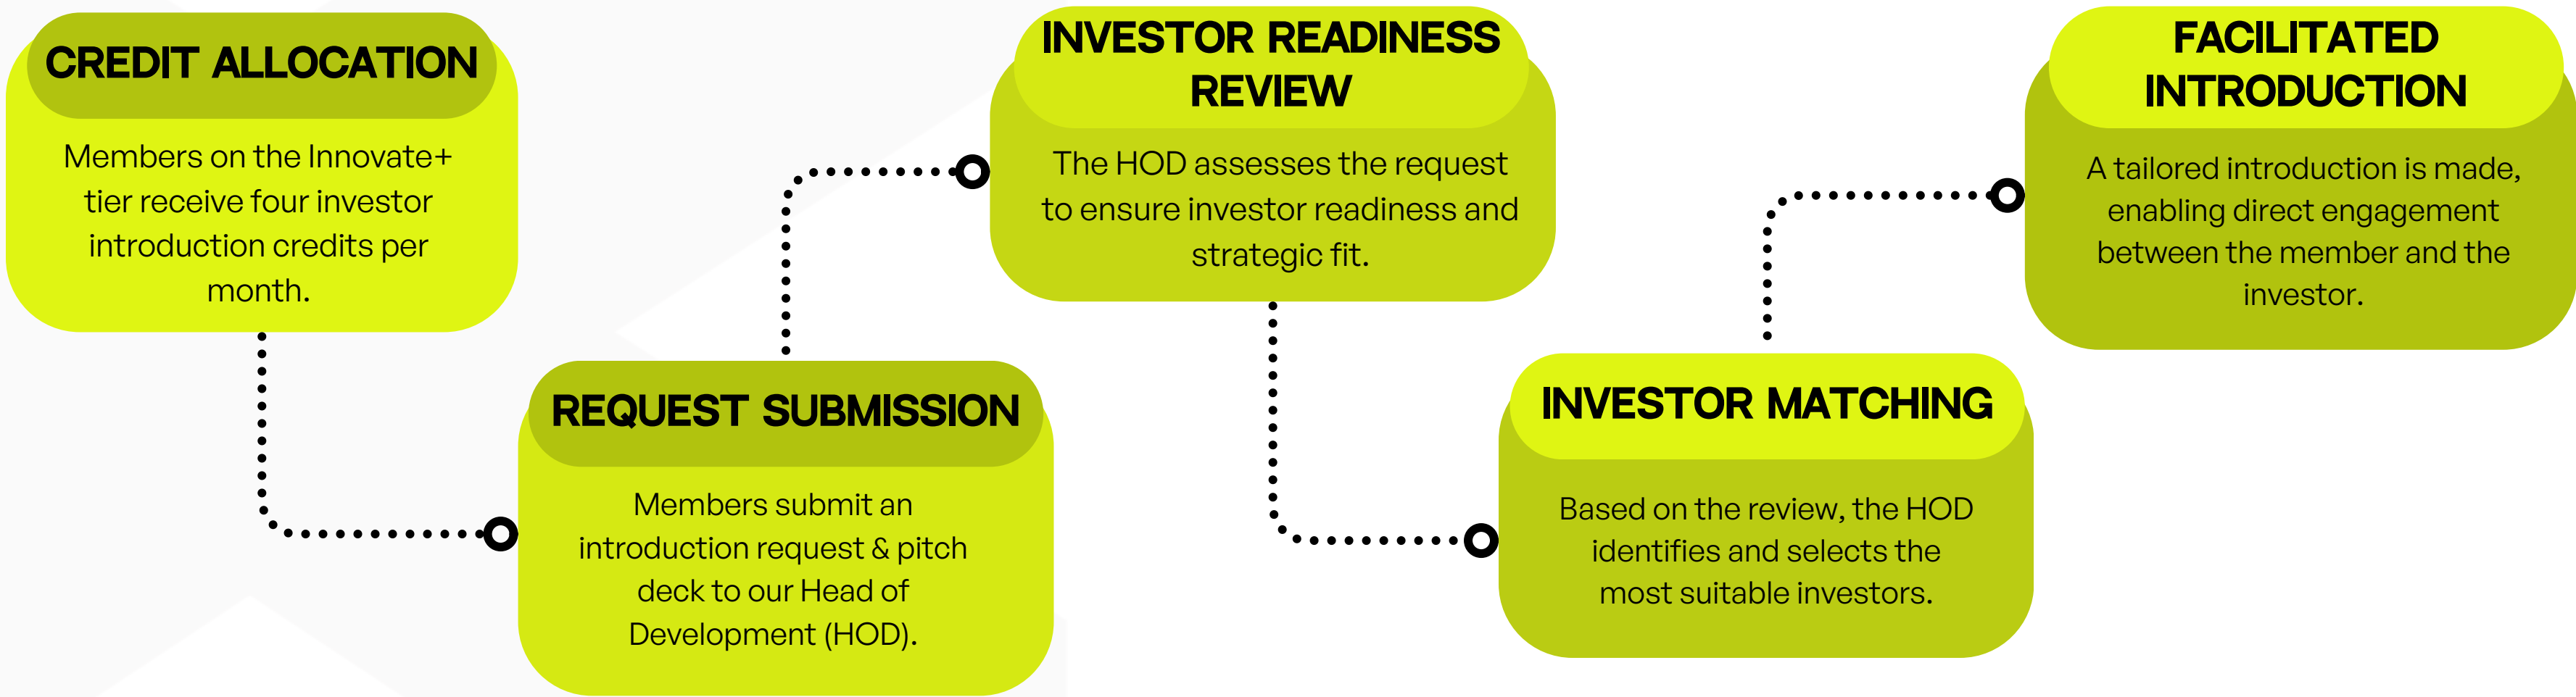 CREDIT ALLOCATION
Members on the Innovate+
tier receive four investor
introduction credits per
month.
REQUEST SUBMISSION
Members submit an
introduction request & pitch
deck to our Head of
Development (HOD).
INVESTOR READINESS
REVIEW
The HOD assesses the request
to ensure investor readiness and
strategic fit.
INVESTOR MATCHING
Based on the review, the HOD
identifies and selects the
most suitable investors.
FACILITATED
INTRODUCTION
A tailored introduction is made,
enabling direct engagement
between the member and the
investor.